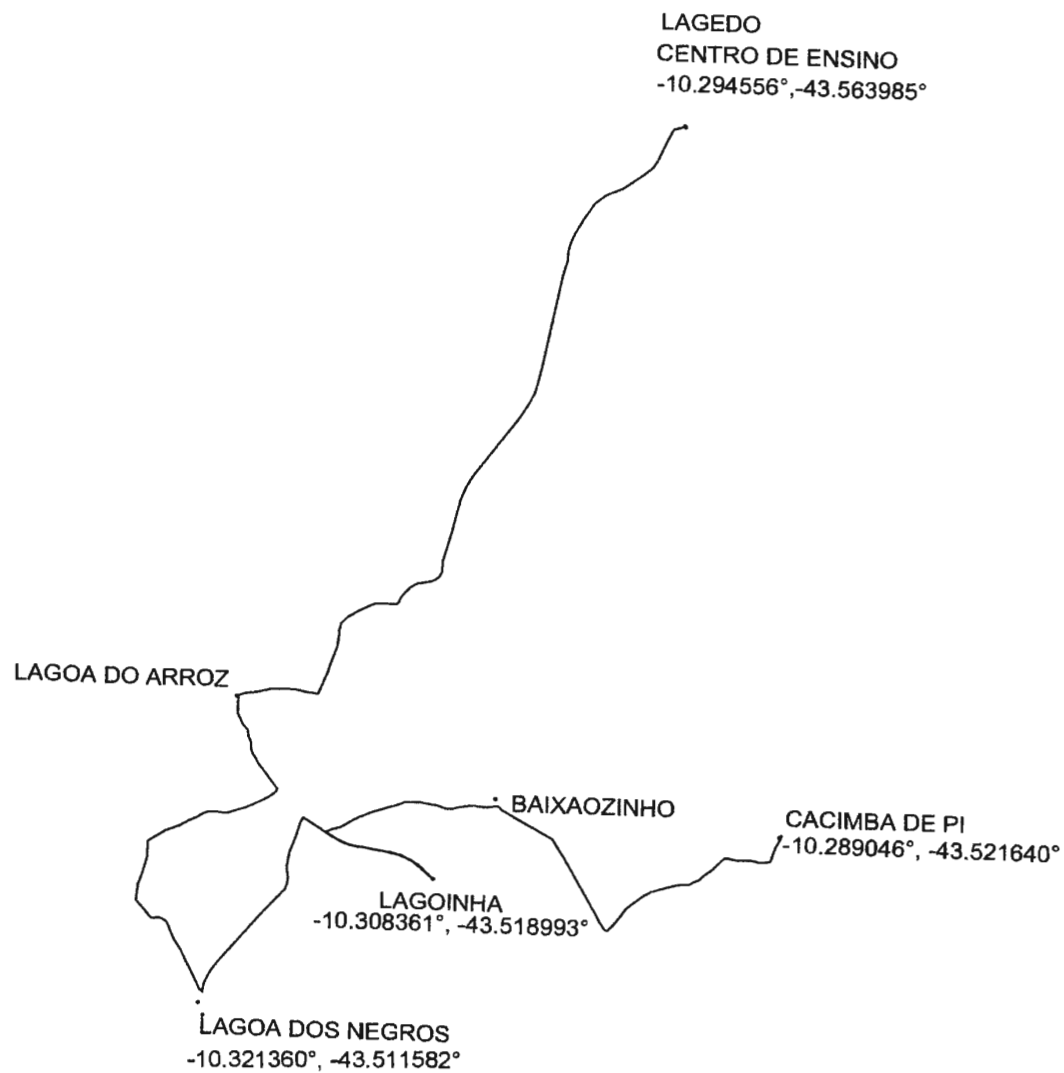 LAGEDO
CENTRO DE ENSINO
-10.294556°,-43.563985°
LAGOA DO ARROZ
BAIXAOZINHO
CACIMBA DE PI
-10.289046°, -43.521640°
LAGOINHA
-10.308361°, -43.518993°
LAGOA DOS NEGROS
-10.321360°, -43.511582°